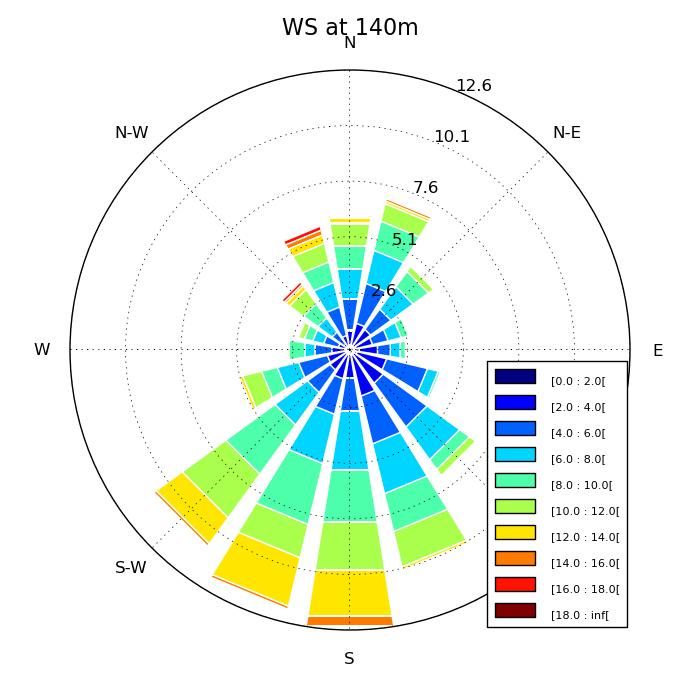 WS at 140m
N
12.6
N-W
N-E
10.1
7.6
5.1
2.6
W
E
[0.0 : 2.0[
[2.0 : 4.0[
[4.0 : 6.0[
[6.0 : 8.0[
[8.0 : 10.0[
[10.0 : 12.0[
[12.0 : 14.0[
[14.0 : 16.0[
[16.0 : 18.0[
[18.0 : inf[
S-W
S